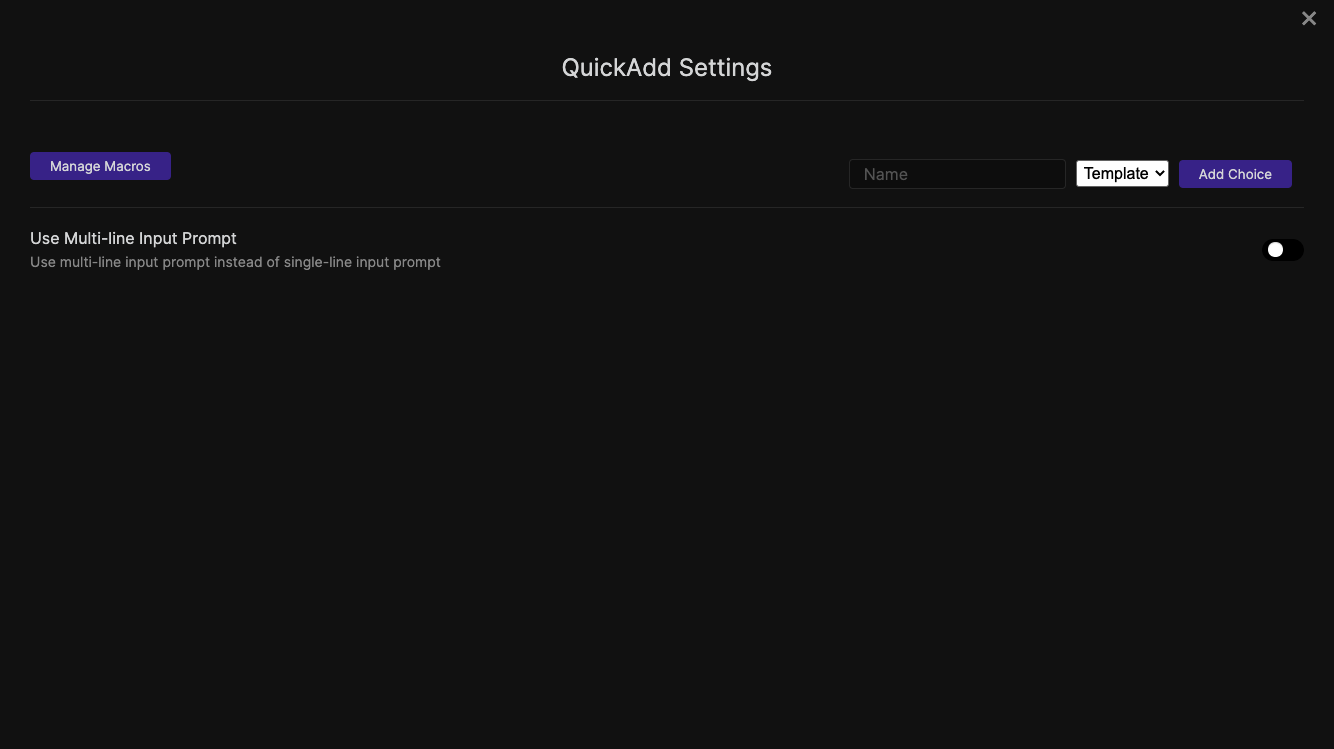 QuickAdd Settings
Manage Macros
Name
Template
Add Choice
Use Multi-line Input Prompt
Use multi-line input prompt instead of single-line input prompt